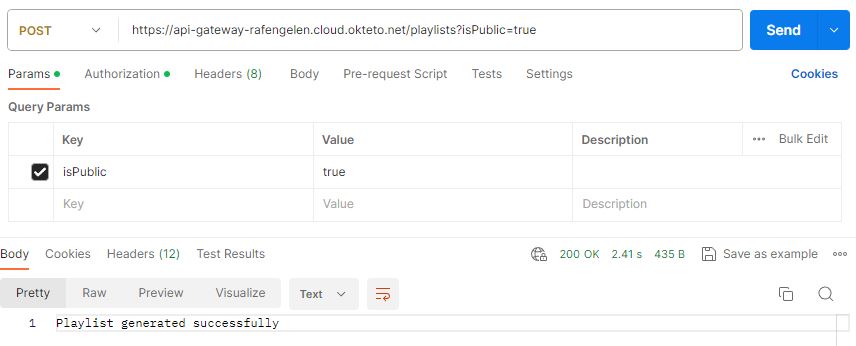 POST https://api-gateway-rafengelen.cloud.okteto.net/playlists?isPublic=true Send
Params Authorization Headers (8) Body Pre-request Script Tests Settings Cookies
Query Params
Key Value Description Bulk Edit
isPublic true
Key Value Description
Body Cookies Headers (12) Test Results 200 OK 2.41 s 435 B Save as example
Pretty Raw Preview Visualize Text
1 Playlist generated successfully